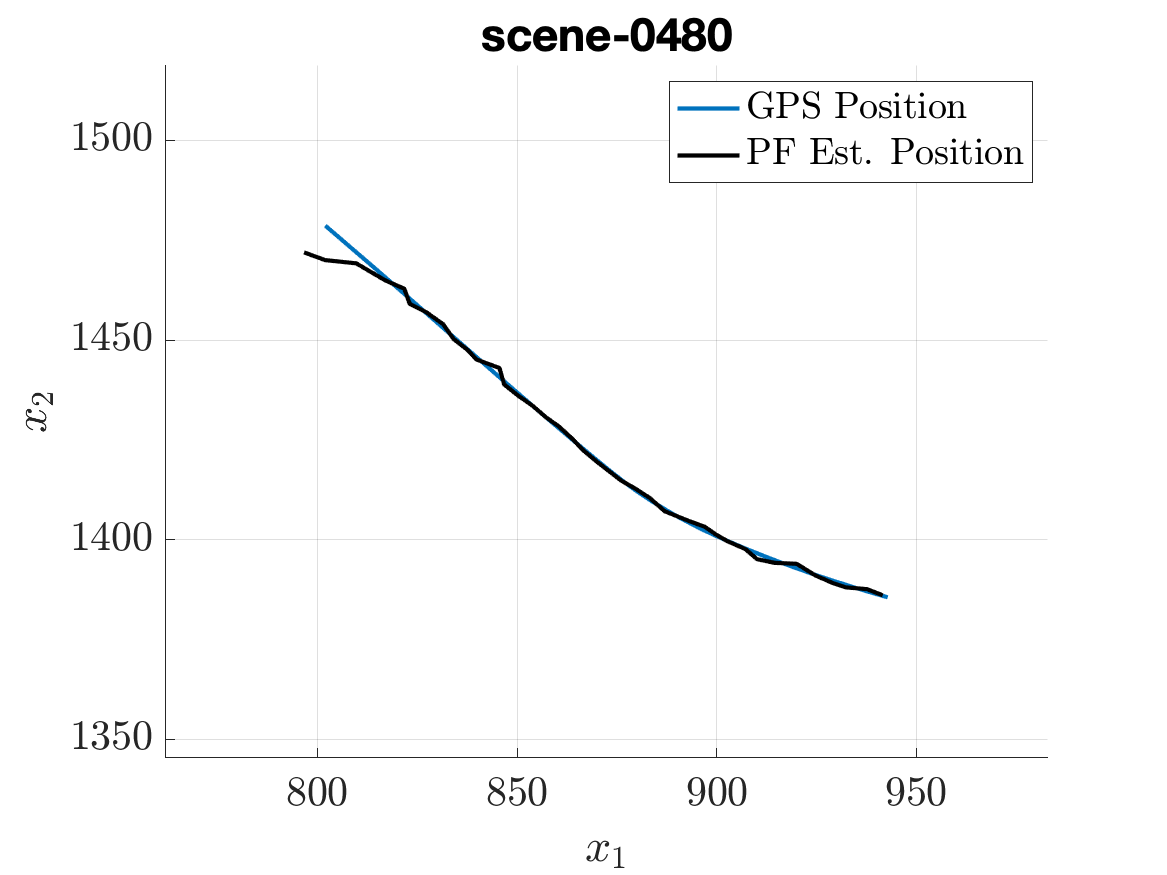 scene-0480
GPS Position
PF Est. Position
1500
1450
1400
1350
x₂
800 850 900 950
x₁